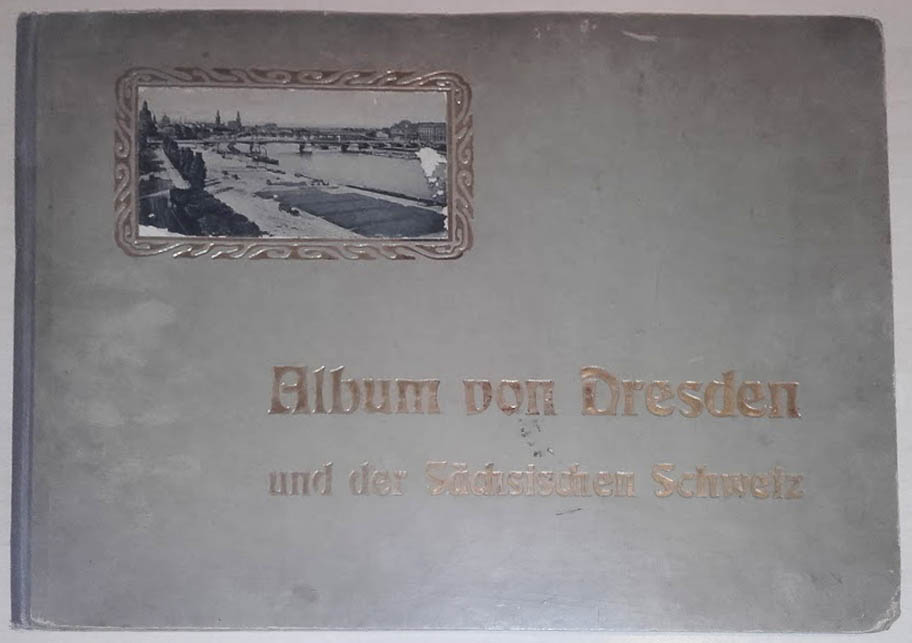 Album von Dresden
und der Sächsischen Schweiz